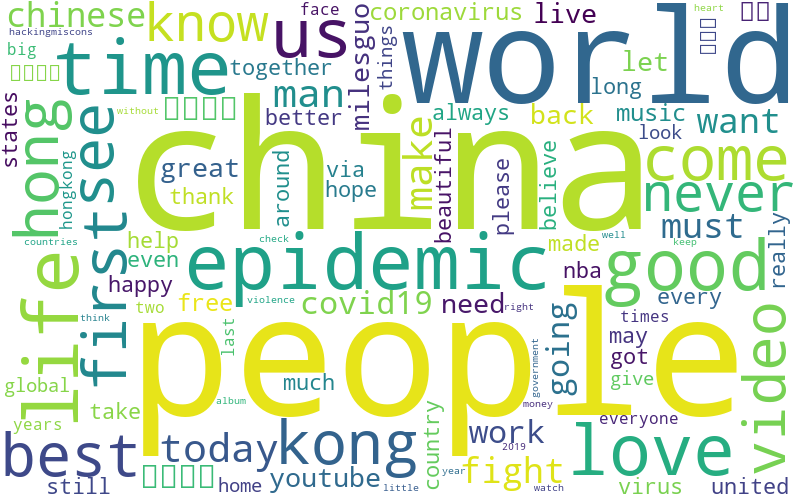 chinese
know
us
face
coronavirus
live
heart
hackingmiscons
big
time
together
man
better
milesguo
things
world
let
long
states
hong
hongkong
first
see
china
great
thank
around
via
hope
make
always
beautiful
back
please
believe
music
look
want
come
never
must
really
countries
help
even
happy
life
check
epidemic
made
nba
well
good
keep
every
think
two
free
violence
covid19
need
right
going
times
may
got
give
video
last
people
government
global
years
take
album
much
money
everyone
best
today
kong
country
work
2019
love
still
home
youtube
little
year
fight
watch
virus
united
without